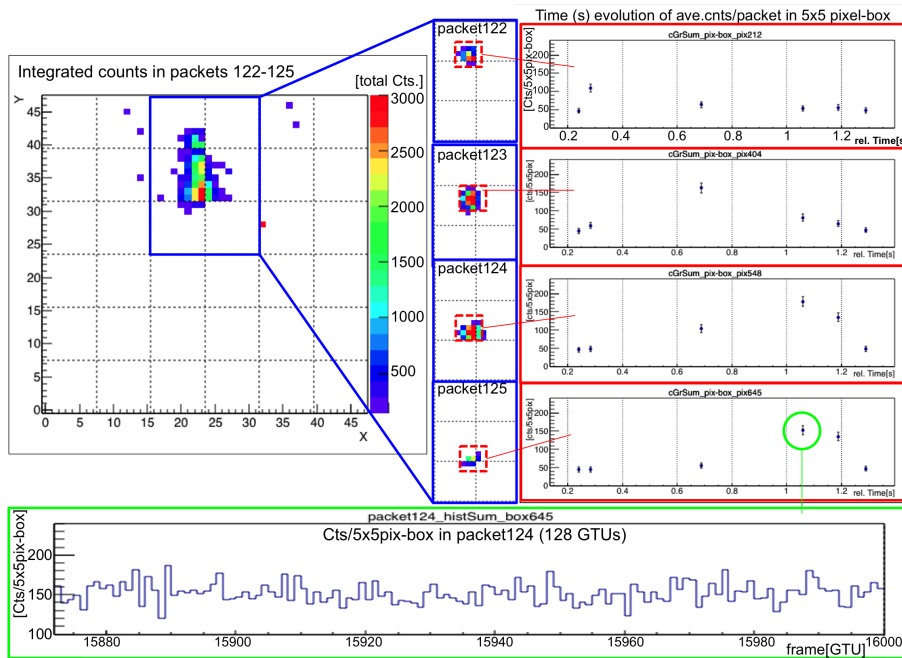 Time (s) evolution of ave.cnts/packet in 5x5 pixel-box
Integrated counts in packets 122-125
[total Cts.]
Y
45
40
35
30
25
20
15
10
5
0
0 5 10 15 20 25 30 35 40 45
X
3000
2500
2000
1500
1000
500
packet122
packet123
packet124
packet125
cGrSum_pix-box_pix212
[Cts/5x5pix-box]
200
150
100
50
0
0.2 0.4 0.6 0.8 1 1.2
rel. Time[s]
cGrSum_pix-box_pix404
[cts/5x5pix]
200
150
100
50
0
0.2 0.4 0.6 0.8 1 1.2
rel. Time[s]
cGrSum_pix-box_pix548
[cts/5x5pix]
200
150
100
50
0
0.2 0.4 0.6 0.8 1 1.2
rel. Time[s]
cGrSum_pix-box_pix645
[cts/5x5pix]
200
150
100
50
0
0.2 0.4 0.6 0.8 1 1.2
rel. Time[s]
packet124_histSum_box645
Cts/5x5pix-box in packet124 (128 GTUs)
[Cts/5x5pix-box]
200
150
100
15880 15900 15920 15940 15960 15980 16000
frame[GTU]